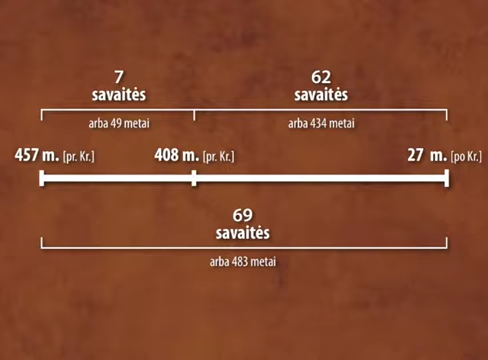 7
savaitės
62
savaitės
arba 49 metai
arba 434 metai
457 m. [pr. Kr.]
408 m. [pr. Kr.]
27 m. [po Kr.]
69
savaitės
arba 483 metai